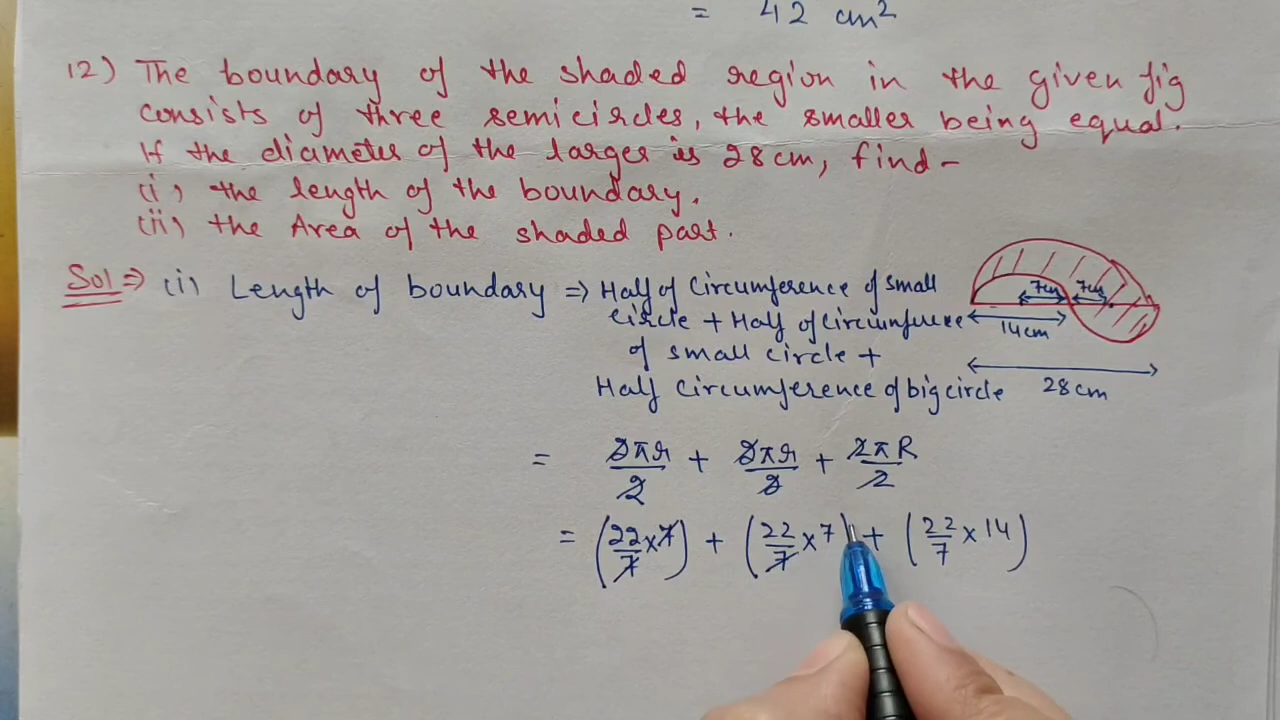 = 42 cm²
12) The boundary of the shaded region in the given fig
consists of three semicircles, the smaller being equal.
If the diameter of the larger is 28cm, find -
(i) the length of the boundary.
(ii) the Area of the shaded part.
Sol ⇒ (i) Length of boundary ⇒ Half of Circumference of small
circle + Half of circumference
of small circle +
Half Circumference of big circle
7cm 7cm
14cm
28cm
= 2πr/2 + 2πr/2 + 2πR/2
= (22/7 × 7) + (22/7 × 7) + (22/7 × 14)